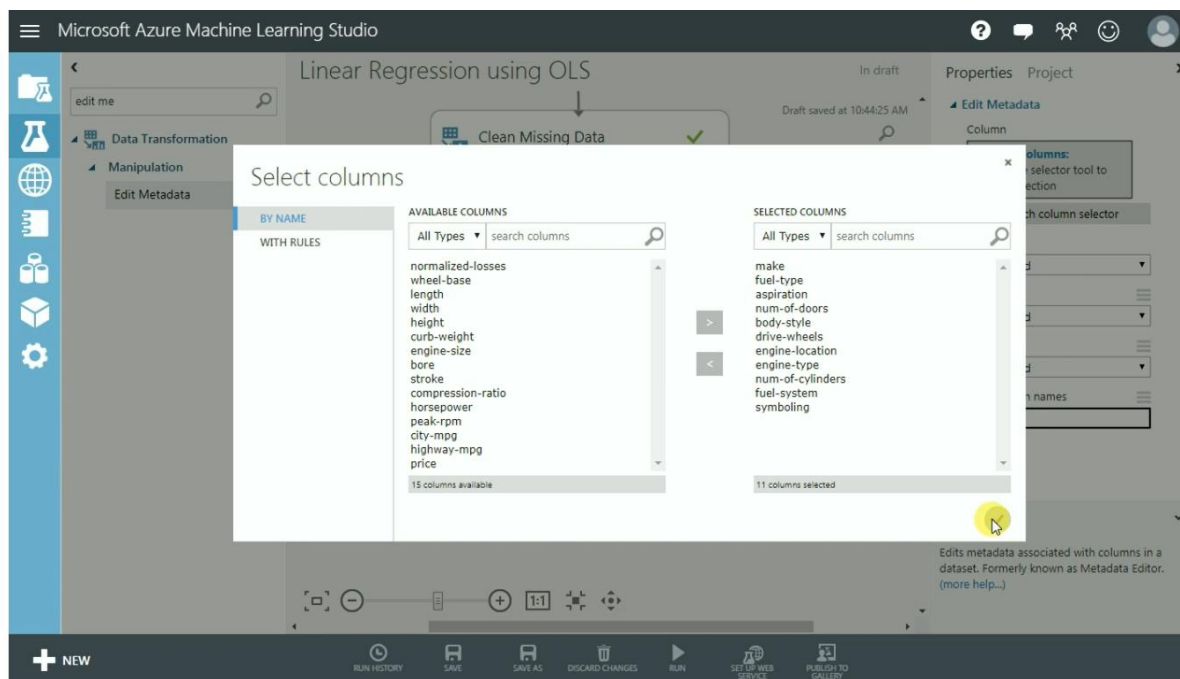 Microsoft Azure Machine Learning Studio
?
edit me
Data Transformation
Manipulation
Edit Metadata
Linear Regression using OLS
In draft
Draft saved at 10:44:25 AM
Clean Missing Data
Properties Project
Edit Metadata
Column
olumns:
selector tool to
ection
ch column selector
n names
Select columns
BY NAME
WITH RULES
AVAILABLE COLUMNS
All Types search columns
normalized-losses
wheel-base
length
width
height
curb-weight
engine-size
bore
stroke
compression-ratio
horsepower
peak-rpm
city-mpg
highway-mpg
price
15 columns available
SELECTED COLUMNS
All Types search columns
make
fuel-type
aspiration
num-of-doors
body-style
drive-wheels
engine-location
engine-type
num-of-cylinders
fuel-system
symboling
11 columns selected
Edits metadata associated with columns in a
dataset. Formerly known as Metadata Editor.
(more help...)
1:1
NEW
RUN HISTORY
SAVE
SAVE AS
DISCARD CHANGES
RUN
SET UP WEB
SERVICE
PUBLISH TO
GALLERY